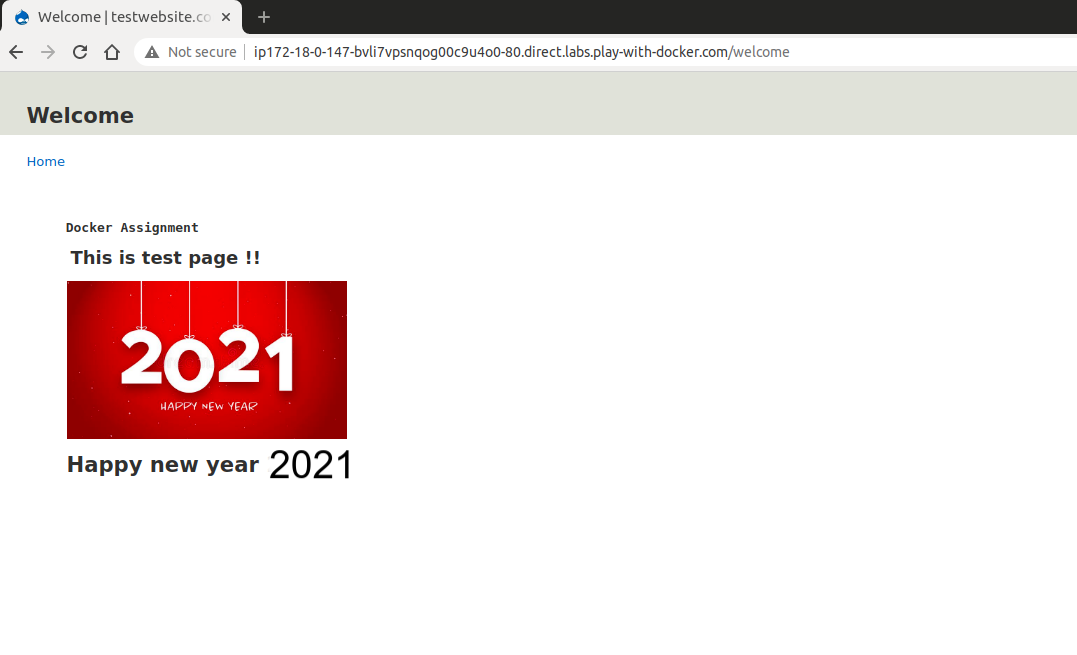 Welcome | testwebsite.co
Not secure
ip172-18-0-147-bvli7vpsnqog00c9u4o0-80.direct.labs.play-with-docker.com/welcome
Welcome
Home
Docker Assignment
This is test page !!
2021
HAPPY NEW YEAR
Happy new year 2021